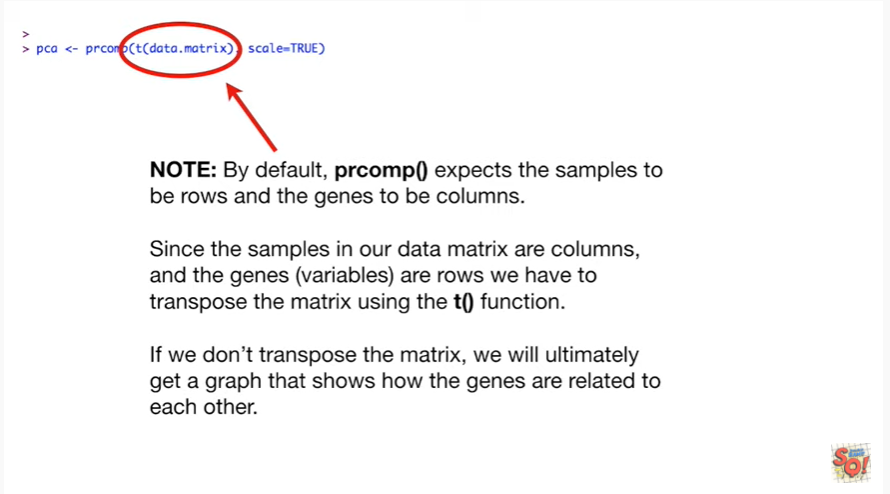 >
> pca <- prcomp(t(data.matrix), scale=TRUE)
NOTE: By default, prcomp() expects the samples to
be rows and the genes to be columns.
Since the samples in our data matrix are columns,
and the genes (variables) are rows we have to
transpose the matrix using the t() function.
If we don’t transpose the matrix, we will ultimately
get a graph that shows how the genes are related to
each other.
SQ!